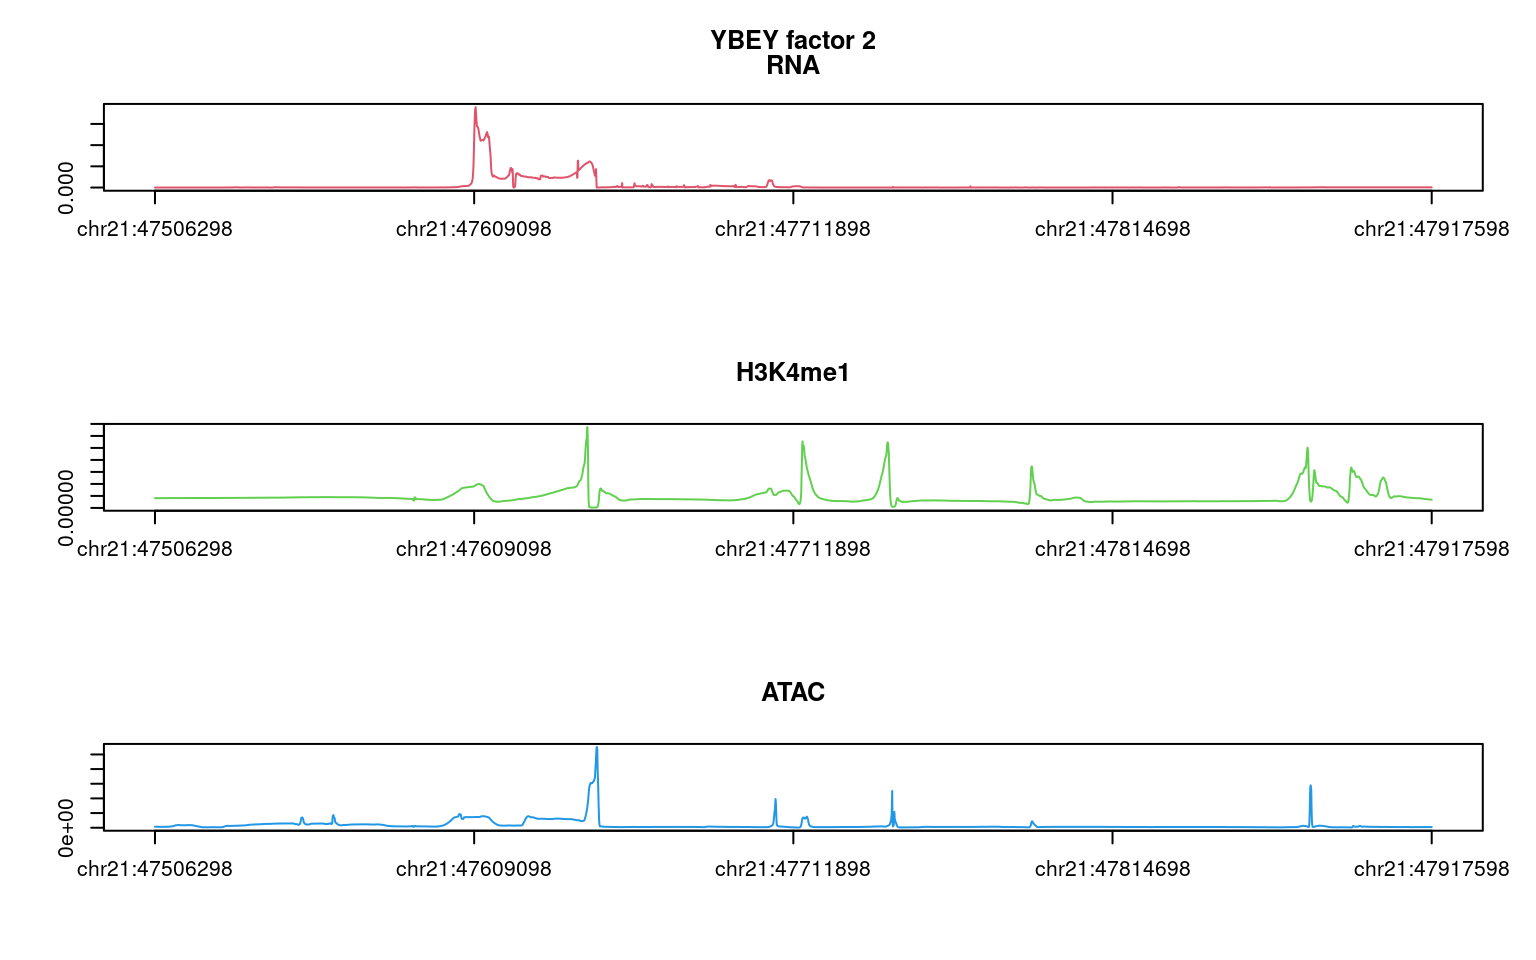 YBEY factor 2
RNA
0.000
chr21:47506298 chr21:47609098 chr21:47711898 chr21:47814698 chr21:47917598
H3K4me1
0.00000
chr21:47506298 chr21:47609098 chr21:47711898 chr21:47814698 chr21:47917598
ATAC
0e+00
chr21:47506298 chr21:47609098 chr21:47711898 chr21:47814698 chr21:47917598